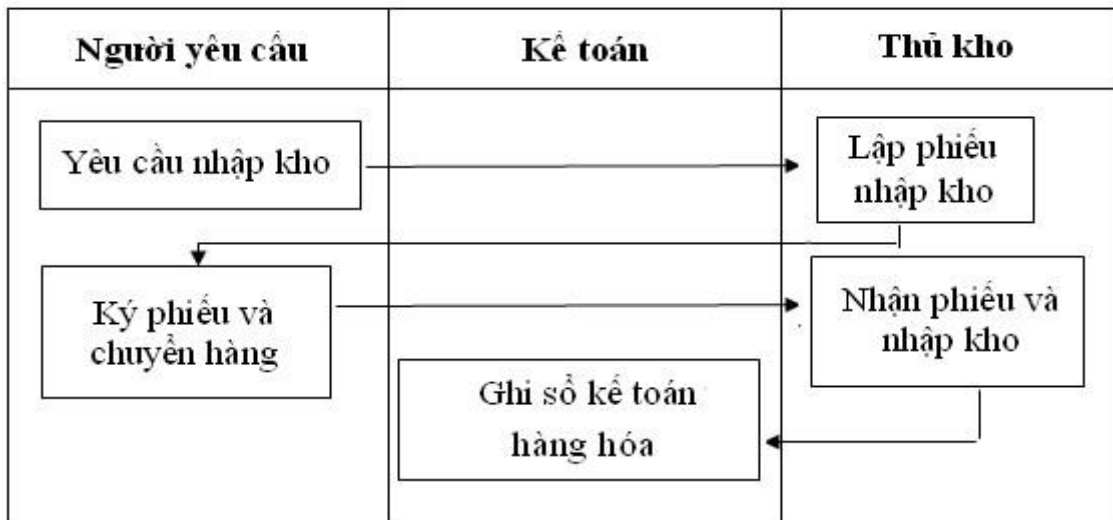 Người yêu cầu
Kế toán
Thủ kho
Yêu cầu nhập kho
Lập phiếu
nhập kho
Ký phiếu và
chuyển hàng
Nhận phiếu và
nhập kho
Ghi sổ kế toán
hàng hóa